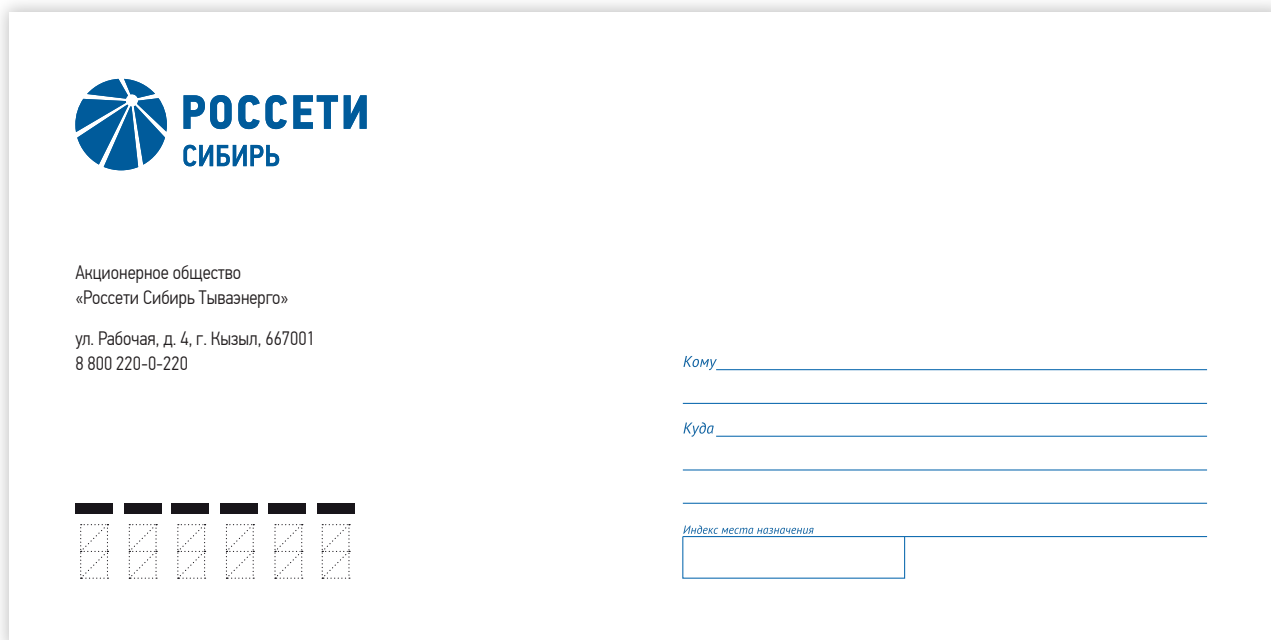 РОССЕТИ
СИБИРЬ
Акционерное общество
«Россети Сибирь Тываэнерго»
ул. Рабочая, д. 4, г. Кызыл, 667001
8 800 220-0-220
Кому
Куда
Индекс места назначения